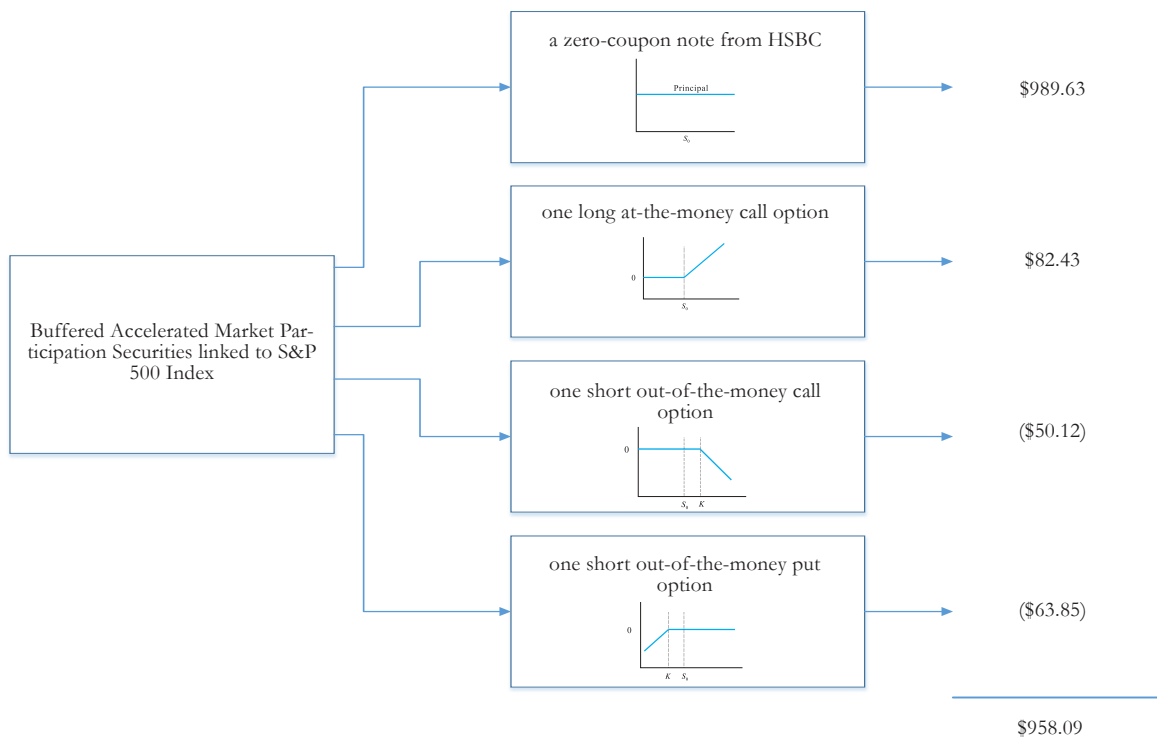 a zero-coupon note from HSBC
Principal
S₀
$989.63
one long at-the-money call option
0
S₀
$82.43
Buffered Accelerated Market Par-
ticipation Securities linked to S&P
500 Index
one short out-of-the-money call
option
0
S₀ K
($50.12)
one short out-of-the-money put
option
0
K S₀
($63.85)
$958.09